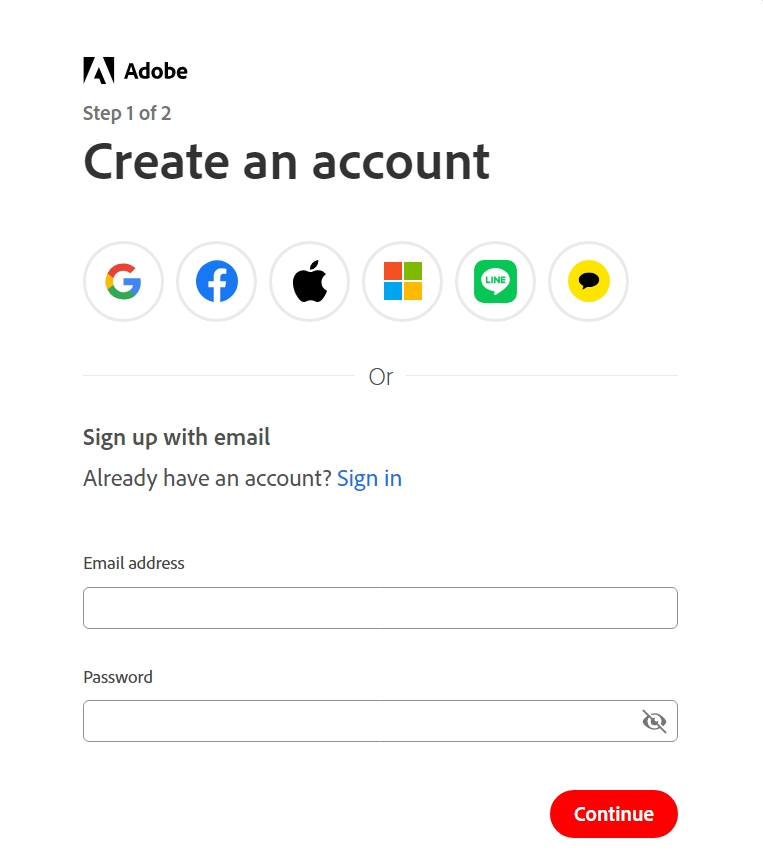 Adobe
Step 1 of 2
Create an account
LINE
Or
Sign up with email
Already have an account? Sign in
Email address
Password
Continue